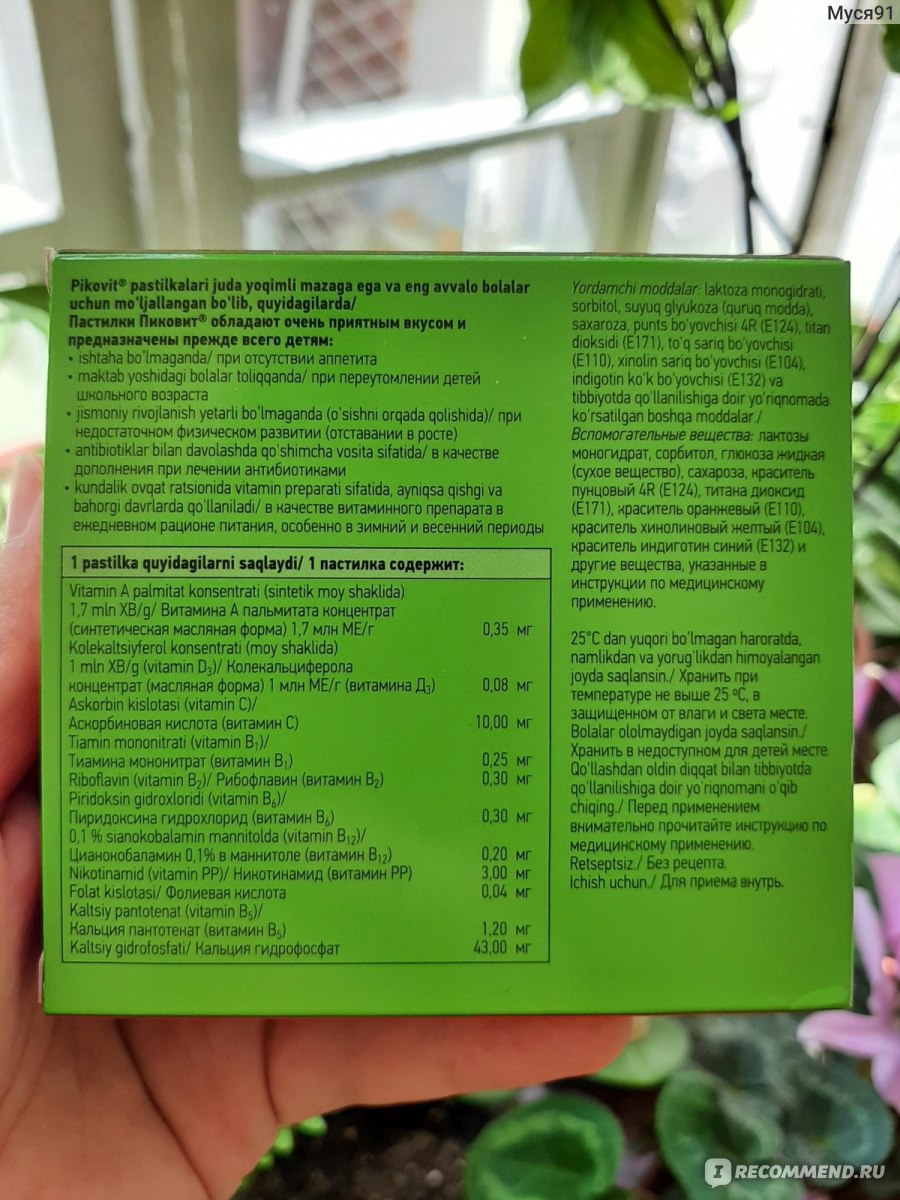 Муся91
Pikovit® pastilkalari juda yoqimli mazaga ega va eng avvalo bolalar
uchun mo'ljallangan bo'lib, quyidagilarda/
Пастилки Пиковит® обладают очень приятным вкусом и
предназначены прежде всего детям:
• ishtaha bo'lmaganda/ при отсутствии аппетита
• maktab yoshidagi bolalar toliqqanda/ при переутомлении детей
школьного возраста
• jismoniy rivojlanish yetarli bo'lmaganda (o'sishni orqada qolishida)/ при
недостаточном физическом развитии (отставании в росте)
• antibiotiklar bilan davolashda qo'shimcha vosita sifatida/ в качестве
дополнения при лечении антибиотиками
• kundalik ovqat ratsionida vitamin preparati sifatida, ayniqsa qishgi va
bahorgi davrlarda qo'llaniladi/ в качестве витаминного препарата в
ежедневном рационе питания, особенно в зимний и весенний периоды
1 pastilka quyidagilarni saqlaydi/ 1 пастилка содержит:
Vitamin A palmitat konsentrati (sintetik moy shaklida)
1,7 mln XB/g/ Витамина А пальмитата концентрат
(синтетическая масляная форма) 1,7 млн МЕ/г 0,35 мг
Kolekaltsiyferol konsentrati (moy shaklida)
1 mln XB/g (vitamin D₃)/ Колекальциферола
концентрат (масляная форма) 1 млн МЕ/г (витамина Д₃) 0,08 мг
Askorbin kislotasi (vitamin C)/
Аскорбиновая кислота (витамин С) 10,00 мг
Tiamin mononitrati (vitamin B₁)/
Тиамина мононитрат (витамин В₁) 0,25 мг
Riboflavin (vitamin B₂)/ Рибофлавин (витамин В₂) 0,30 мг
Piridoksin gidroxloridi (vitamin B₆)/
Пиридоксина гидрохлорид (витамин В₆) 0,30 мг
0,1 % sianokobalamin mannitolda (vitamin B₁₂)/
Цианокобаламин 0,1% в манните (витамин В₁₂) 0,20 мг
Nikotinamid (vitamin PP)/ Никотинамид (витамин РР) 3,00 мг
Folat kislotasi/ Фолиевая кислота 0,04 мг
Kaltsiy pantotenat (vitamin B₅)/
Кальция пантотенат (витамин В₅) 1,20 мг
Kaltsiy gidrofosfati/ Кальция гидрофосфат 43,00 мг
Yordamchi moddalar: laktoza monogidrati,
sorbitol, suyuq glyukoza (quruq modda),
saxaroza, punts bo'yovchisi 4R (E124), titan
dioksidi (E171), to'q sariq bo'yovchisi
(E110), xinolin sariq bo'yovchisi (E104),
indigotin ko'k bo'yovchisi (E132) va
tibbiyotda qo'llanilishiga doir yo'riqnomada
ko'rsatilgan boshqa moddalar./
Вспомогательные вещества: лактозы
моногидрат, сорбитол, глюкоза жидкая
(сухое вещество), сахароза, краситель
пунцовый 4R (Е124), титана диоксид
(Е171), краситель оранжевый (Е110),
краситель хинолиновый желтый (Е104),
краситель индиготин синий (Е132) и
другие вещества, указанные в
инструкции по медицинскому
применению.
25°C dan yuqori bo'lmagan haroratda,
namlikdan va yorug'likdan himoyalangan
joyda saqlansin./ Хранить при
температуре не выше 25 ºС, в
защищенном от влаги и света месте.
Bolalar ololmaydigan joyda saqlansin./
Хранить в недоступном для детей месте.
Qo'llashdan oldin diqqat bilan tibbiyotda
qo'llanilishiga doir yo'riqnomani o'qib
chiqing./ Перед применением
внимательно прочитайте инструкцию по
медицинскому применению.
Retseptsiz./ Без рецепта.
Ichish uchun./ Для приема внутрь.
IRECOMMEND.RU